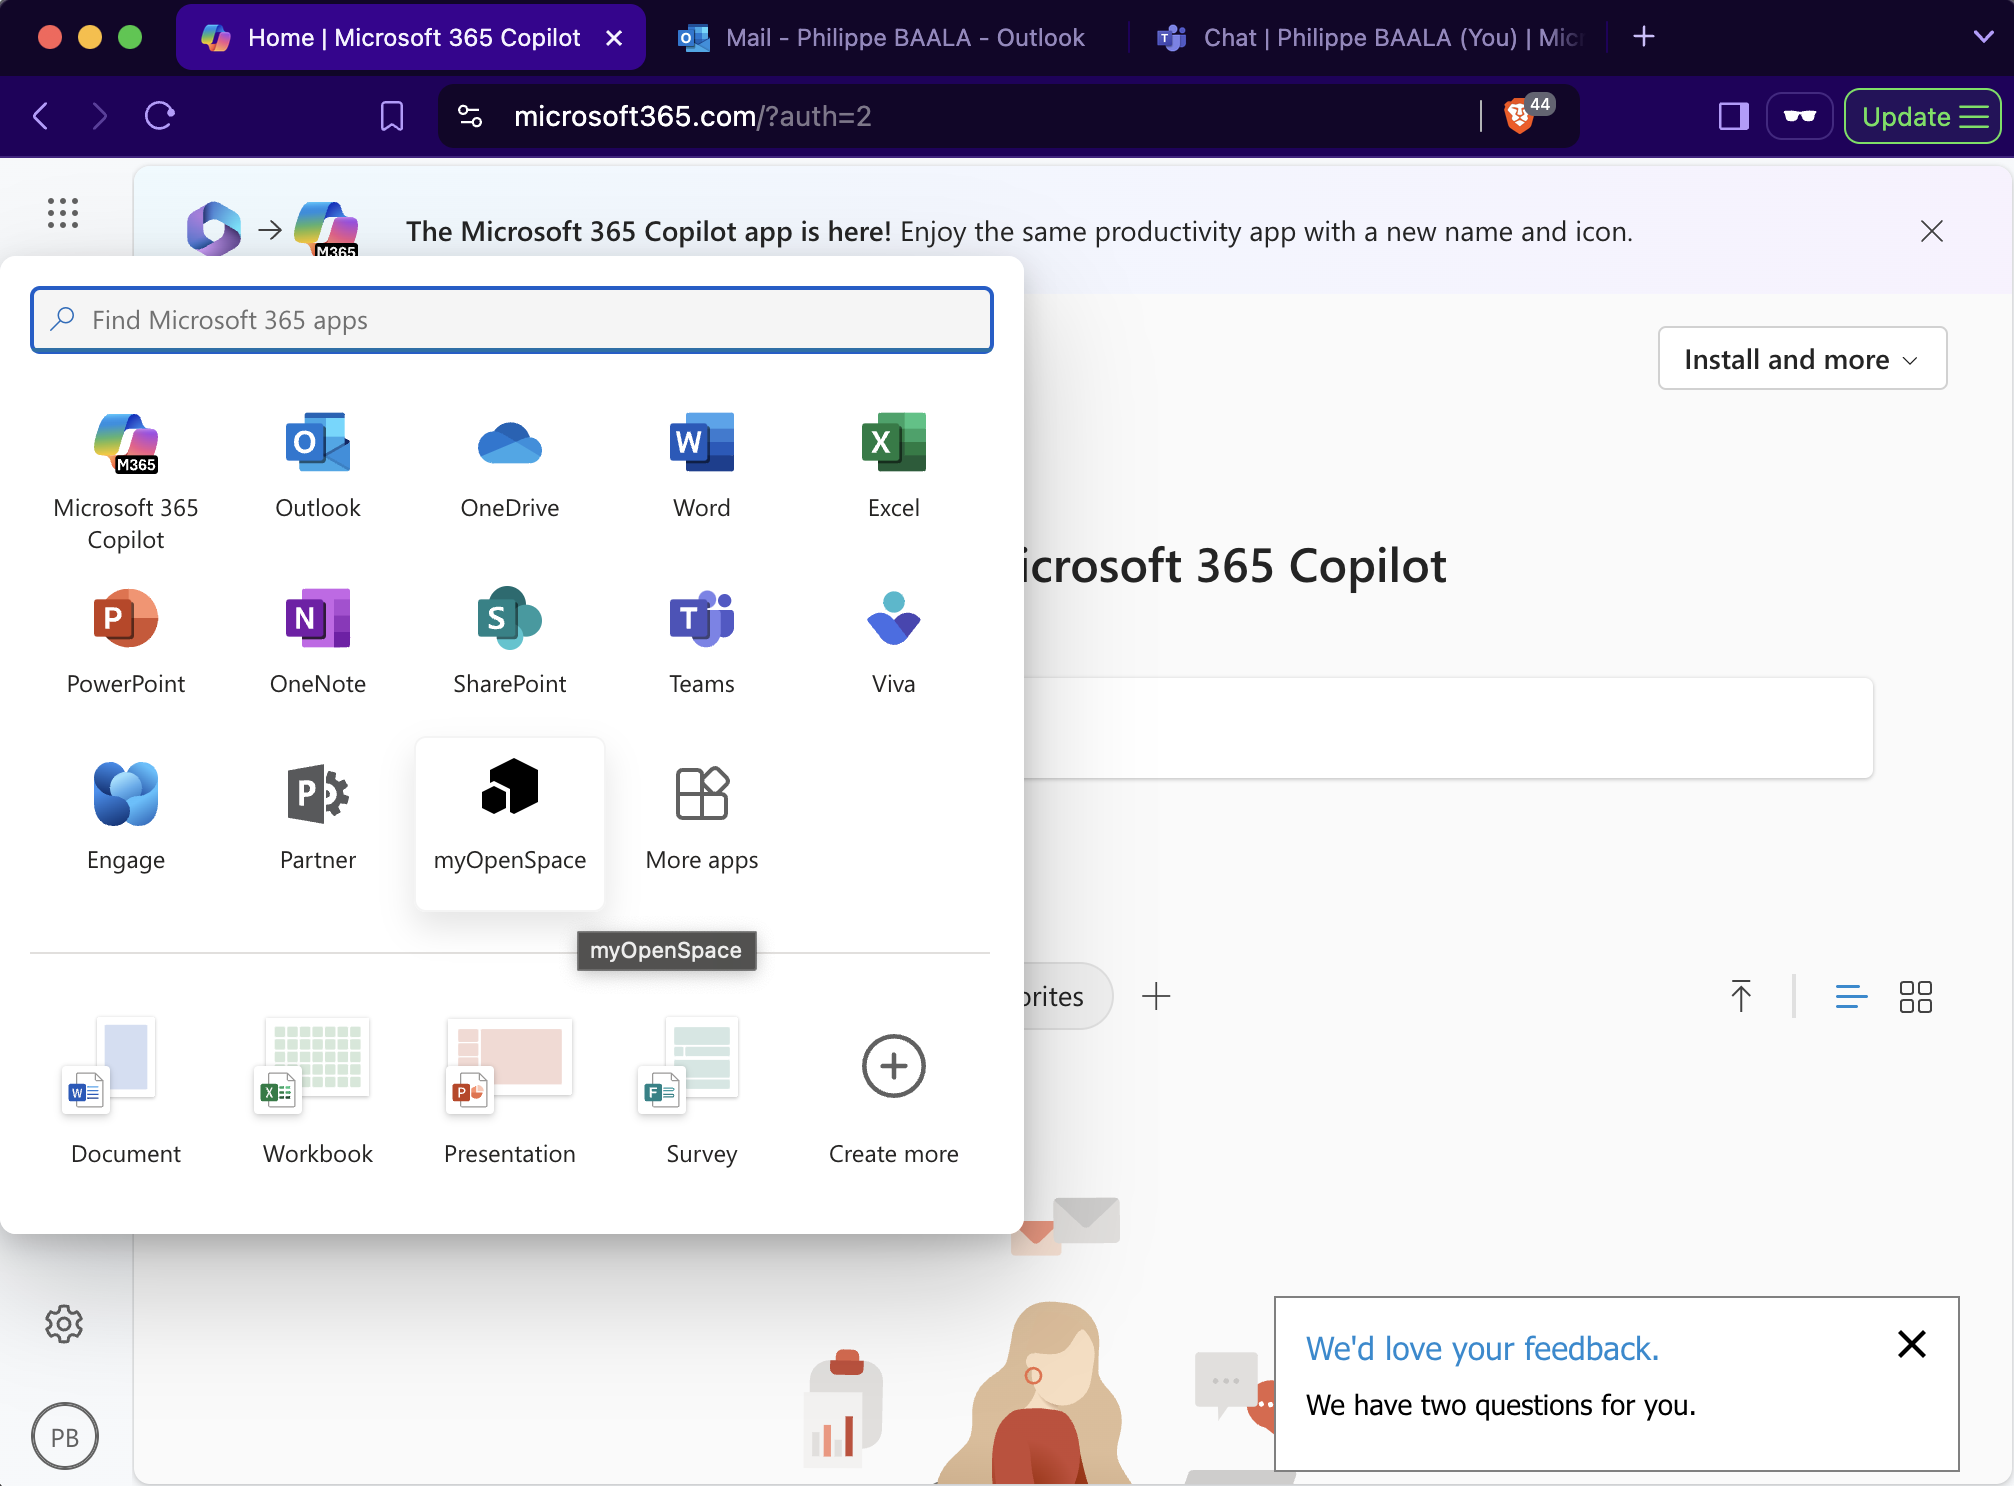 Home | Microsoft 365 Copilot
Mail - Philippe BAALA - Outlook
Chat | Philippe BAALA (You) | Mic
microsoft365.com/?auth=2
44
Update
M365
The Microsoft 365 Copilot app is here! Enjoy the same productivity app with a new name and icon.
Find Microsoft 365 apps
Install and more
M365
O
W
X
Microsoft 365
Copilot
Outlook
OneDrive
Word
Excel
icrosoft 365 Copilot
P
N
S
T
PowerPoint
OneNote
SharePoint
Teams
Viva
P
Engage
Partner
myOpenSpace
More apps
myOpenSpace
orites
W
X
P
F
Document
Workbook
Presentation
Survey
Create more
We'd love your feedback.
We have two questions for you.
PB